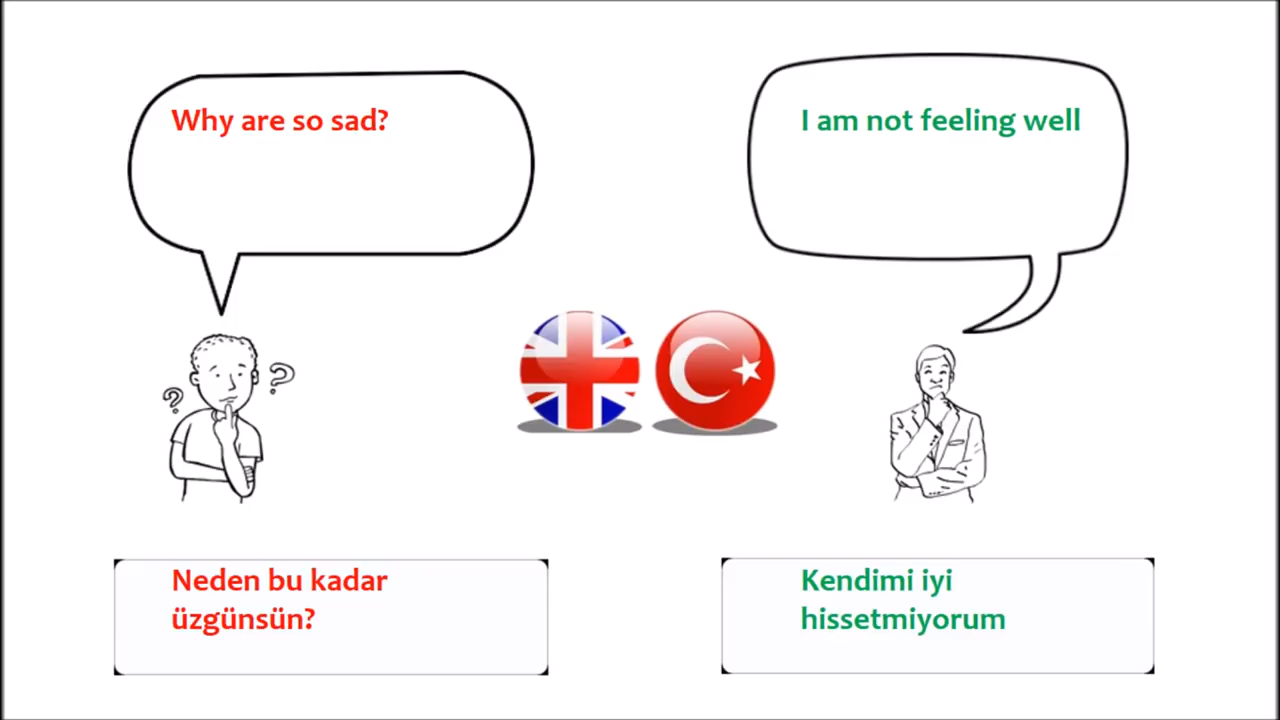 Why are so sad?
I am not feeling well
? ?
Neden bu kadar
üzgünsün?
Kendimi iyi
hissetmiyorum